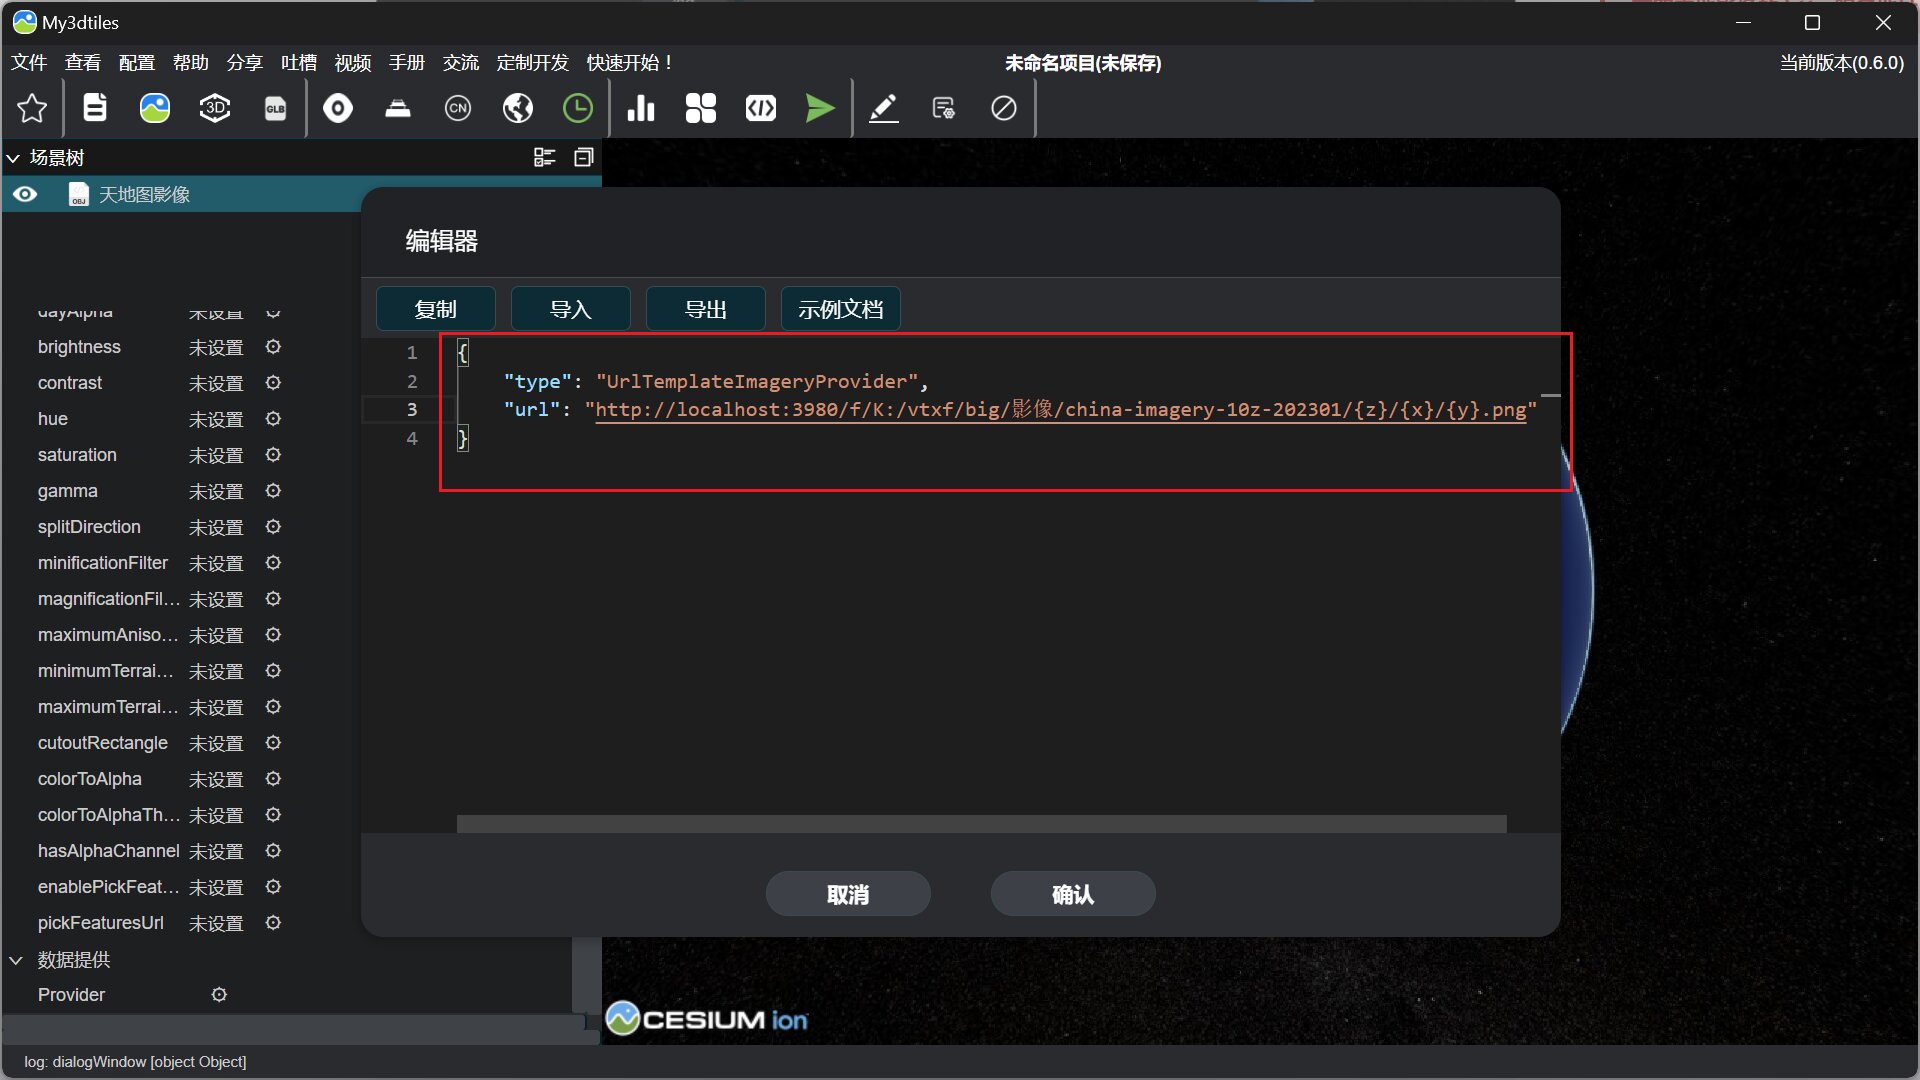 My3dtiles
文件 查看 配置 帮助 分享 吐槽 视频 手册 交流 定制开发 快速开始！ 未命名项目(未保存) 当前版本(0.6.0)
3D GLB CN
场景树
OBJ 天地图影像
编辑器
复制 导入 导出 示例文档
1 {
2 "type": "UrlTemplateImageryProvider",
3 "url": "http://localhost:3980/f/K:/vtxf/big/影像/china-imagery-10z-202301/{z}/{x}/{y}.png"
4 }
dayAlpha 未设置
brightness 未设置
contrast 未设置
hue 未设置
saturation 未设置
gamma 未设置
splitDirection 未设置
minificationFilter 未设置
magnificationFil... 未设置
maximumAniso... 未设置
minimumTerrai... 未设置
maximumTerrai... 未设置
cutoutRectangle 未设置
colorToAlpha 未设置
colorToAlphaTh... 未设置
hasAlphaChannel 未设置
enablePickFeat... 未设置
pickFeaturesUrl 未设置
数据提供
Provider
取消 确认
CESIUM ion
log: dialogWindow [object Object]